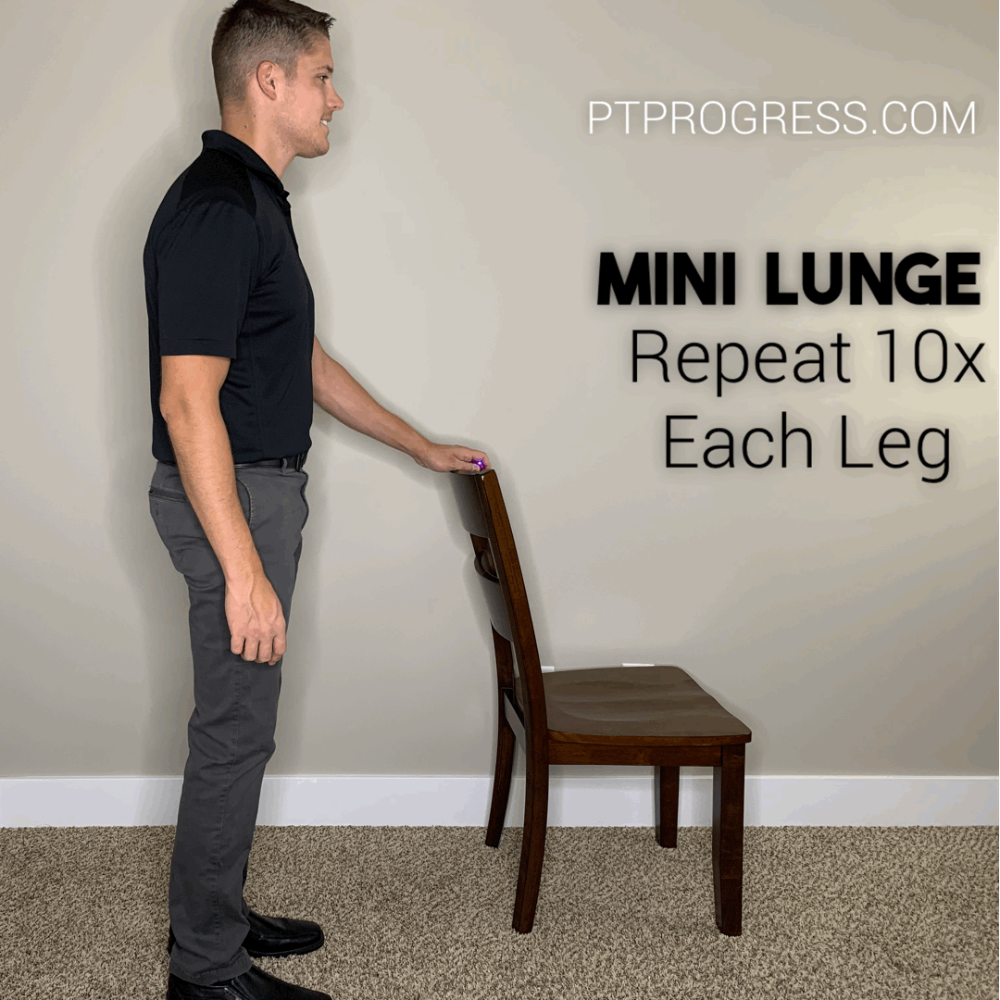 PTPROGRESS.COM
MINI LUNGE
Repeat 10x
Each Leg